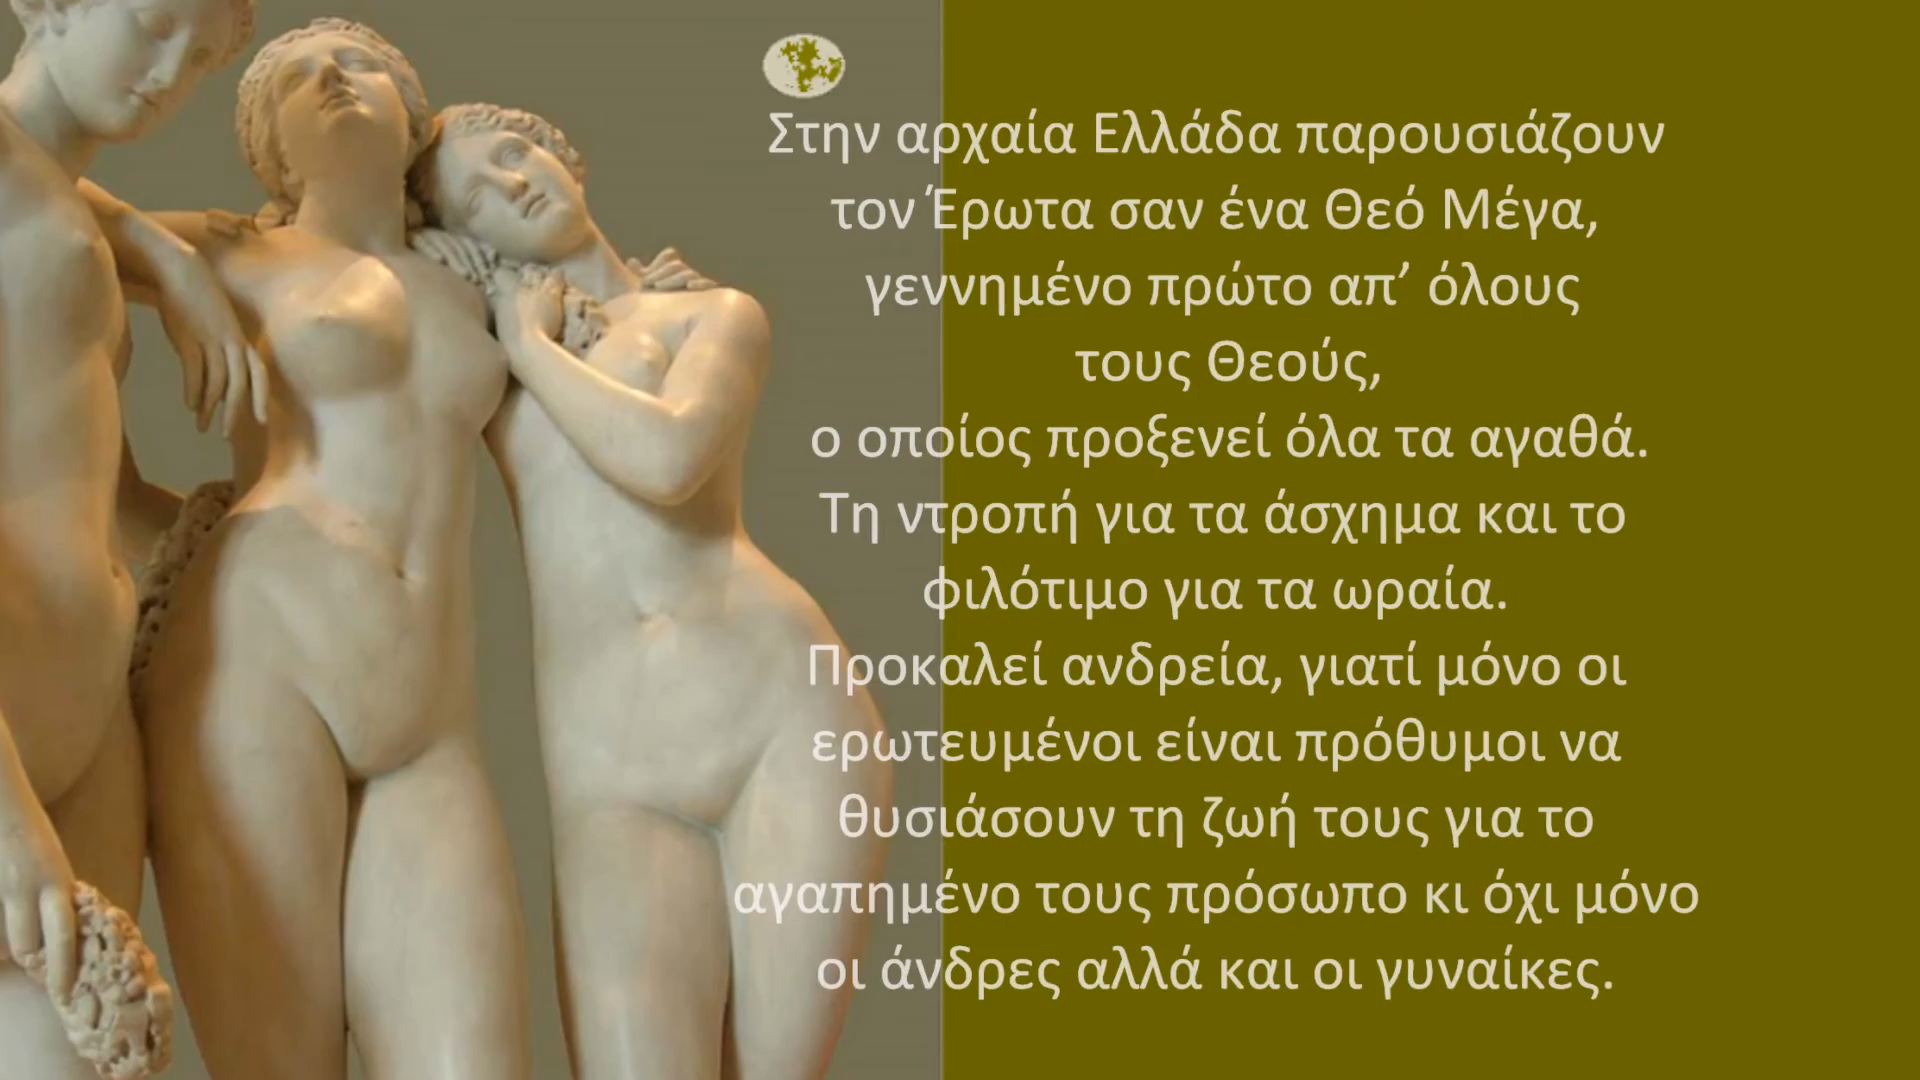 Στην αρχαία Ελλάδα παρουσιάζουν
τον Έρωτα σαν ένα Θεό Μέγα,
γεννημένο πρώτο απ’ όλους
τους Θεούς,
ο οποίος προξενεί όλα τα αγαθά.
Τη ντροπή για τα άσχημα και το
φιλότιμο για τα ωραία.
Προκαλεί ανδρεία, γιατί μόνο οι
ερωτευμένοι είναι πρόθυμοι να
θυσιάσουν τη ζωή τους για το
αγαπημένο τους πρόσωπο κι όχι μόνο
οι άνδρες αλλά και οι γυναίκες.